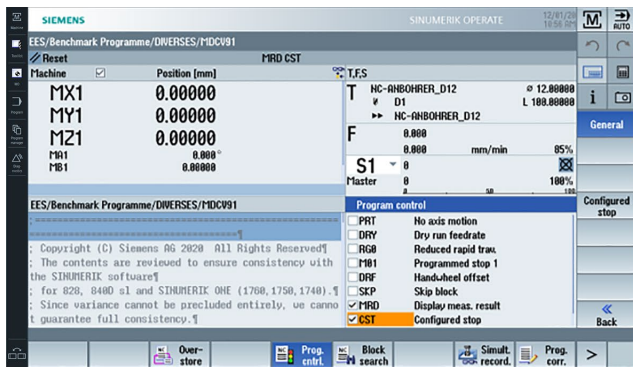 SIEMENS
SINUMERIK OPERATE
M
AUTO
EES/Benchmark Programme/DIVERSES/MDCV91
Reset
MRD CST
Machine
Position [mm]
T,F,S
MX1 0.00000
MY1 0.00000
MZ1 0.00000
MA1 0.000°
MB1 0.00000
T NC-ANBOHRER_D12 ø 12.00000
D1 L 100.00000
NC-ANBOHRER_D12
F 0.000
0.000 mm/min 85%
S1 0
Master 0 100%
0 50 100
General
Configured stop
Back
EES/Benchmark Programme/DIVERSES/MDCV91
; Copyright (C) Siemens AG 2020 All Rights Reserved¶
; The contents are reviewed to ensure consistency with
the SINUMERIK software¶
; for 828, 840D sl and SINUMERIK ONE (1760,1750,1740).¶
; Since variance cannot be precluded entirely, we canno
t guarantee full consistency.¶
Program control
PRT No axis motion
DRY Dry run feedrate
RG0 Reduced rapid trav.
M01 Programmed stop 1
DRF Handwheel offset
SKP Skip block
MRD Display meas. result
CST Configured stop
Over-
store
Prog.
cntrl.
Block
search
Simult.
record.
Prog.
corr.